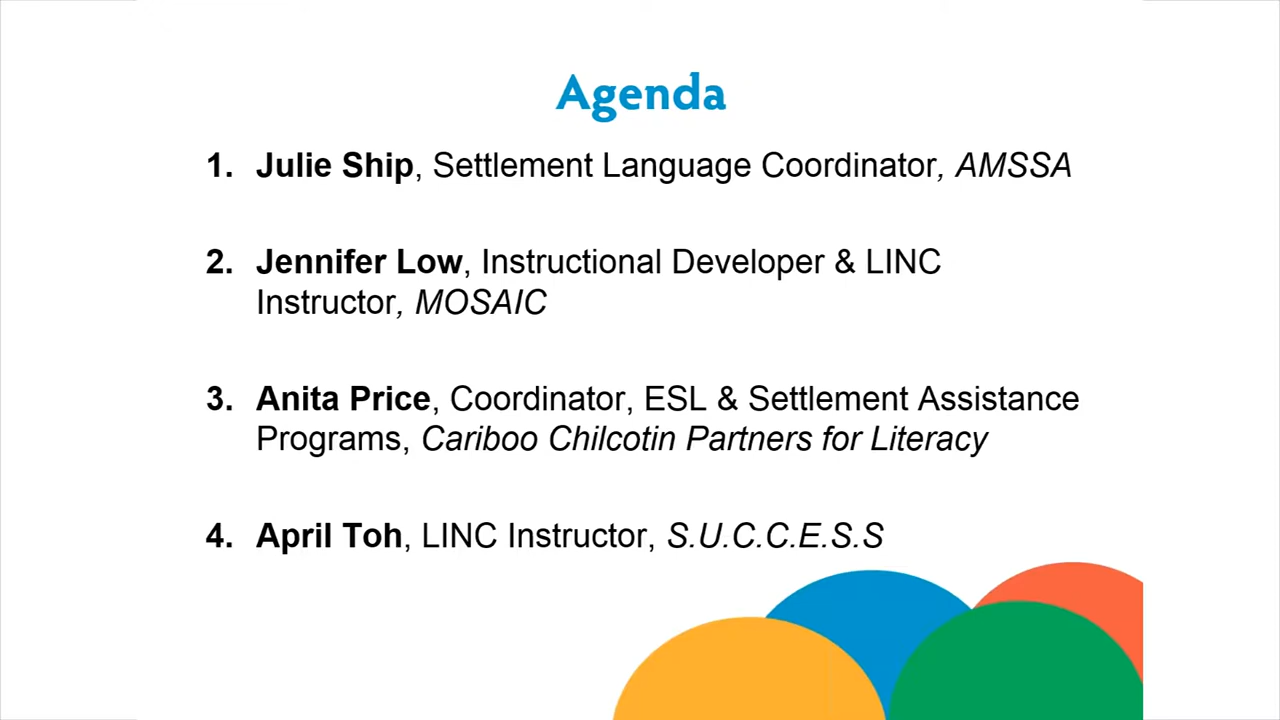 Agenda
1. Julie Ship, Settlement Language Coordinator, AMSSA
2. Jennifer Low, Instructional Developer & LINC
Instructor, MOSAIC
3. Anita Price, Coordinator, ESL & Settlement Assistance
Programs, Cariboo Chilcotin Partners for Literacy
4. April Toh, LINC Instructor, S.U.C.C.E.S.S